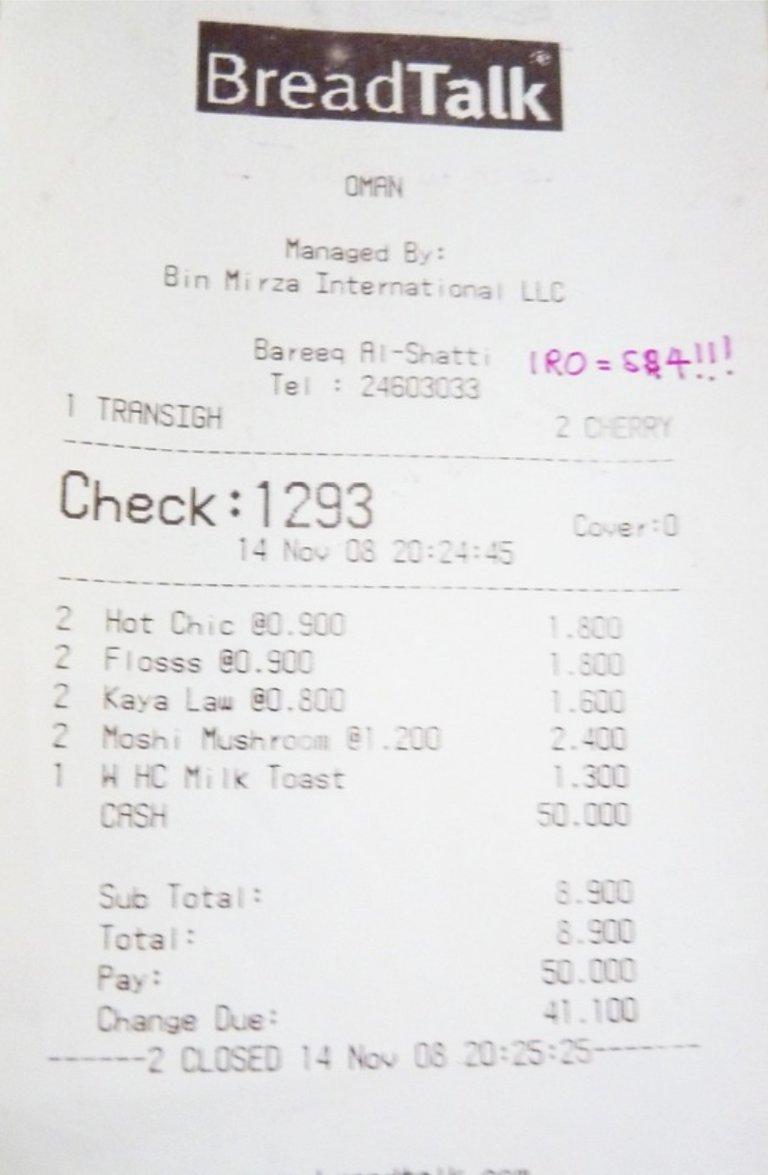 BreadTalk
OMAN
Managed By:
Bin Mirza International LLC
Bareeq Al-Shatti
1RO = S$4!!!
Tel : 24603033
1 TRANSIGH 2 CHERRY
Check:1293 Cover:0
14 Nov 08 20:24:45
2 Hot Chic @0.900 1.800
2 Flosss @0.900 1.800
2 Kaya Law @0.800 1.600
2 Moshi Mushroom @1.200 2.400
1 W HC Milk Toast 1.300
CASH 50.000
Sub Total: 8.900
Total: 8.900
Pay: 50.000
Change Due: 41.100
------2 CLOSED 14 Nov 08 20:25:25-------